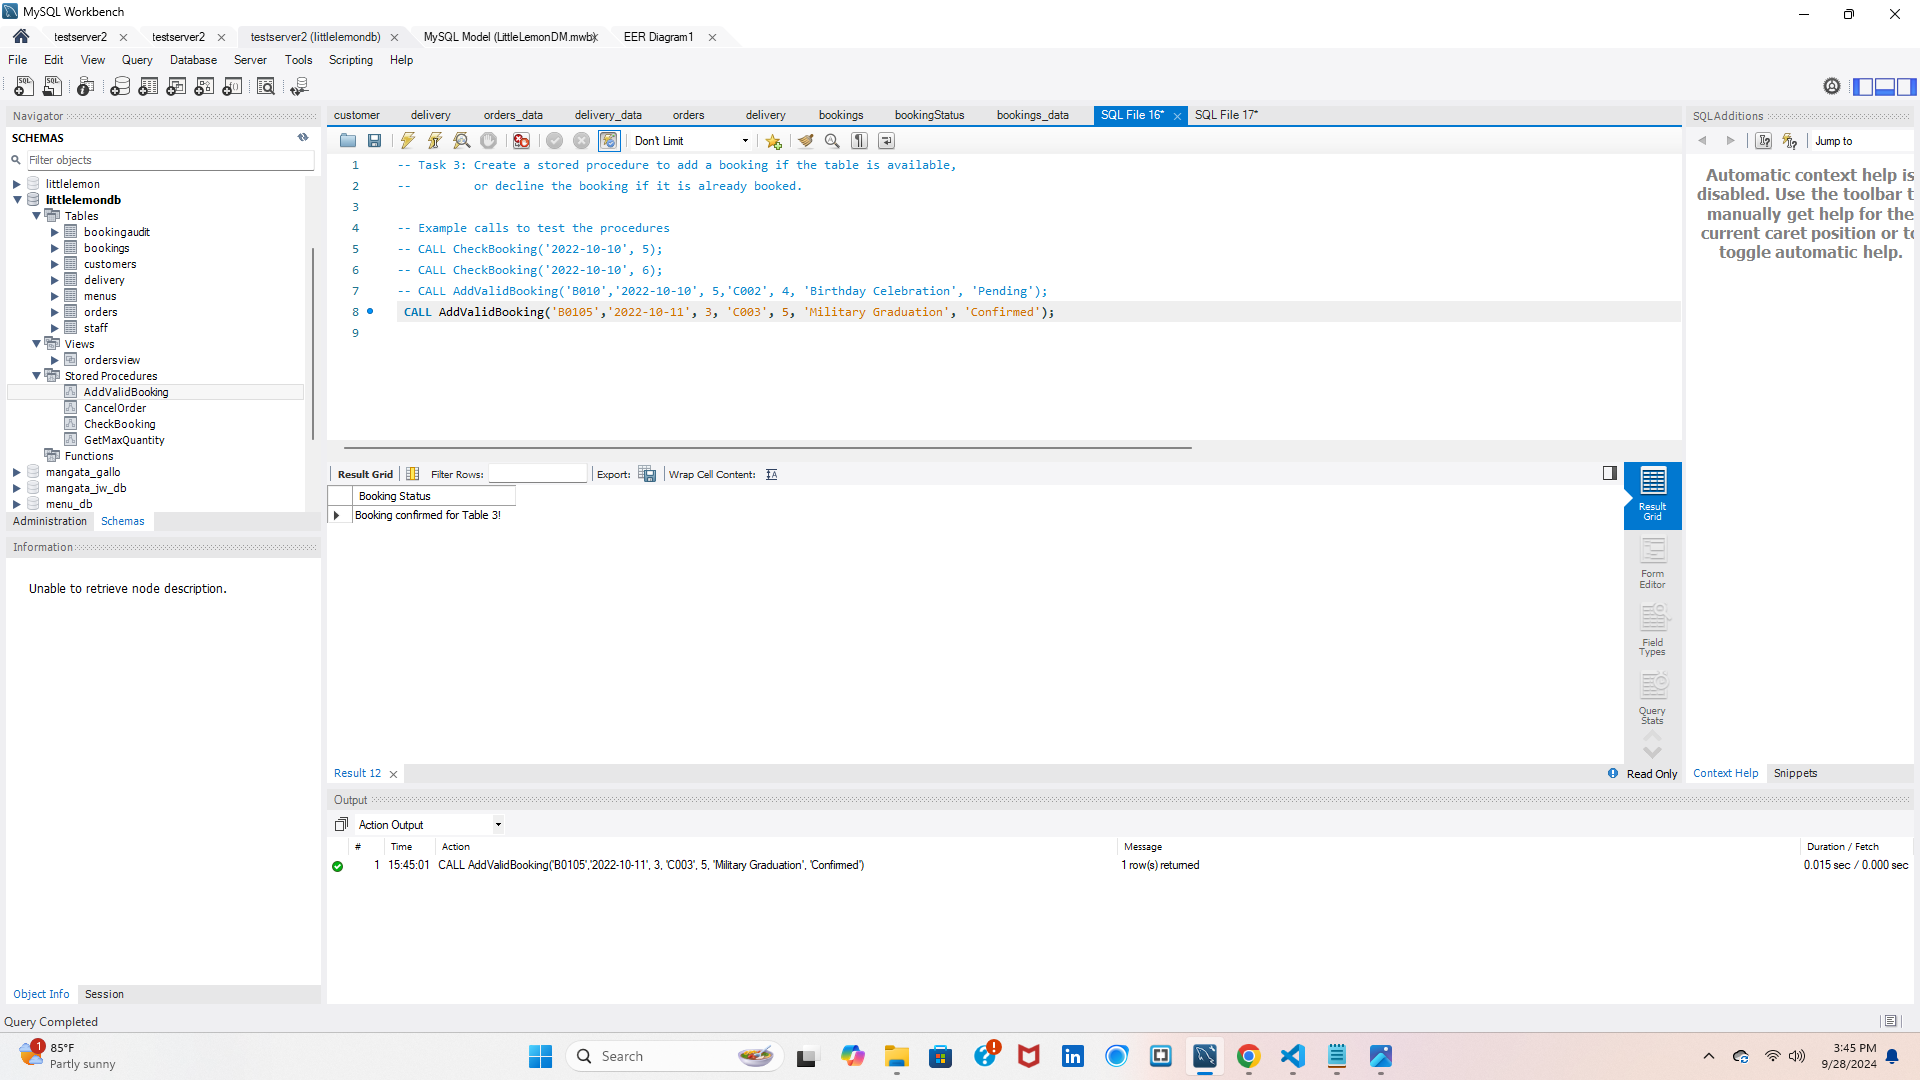 MySQL Workbench
testserver2
testserver2
testserver2 (littlelemondb)
MySQL Model (LittleLemonDM.mwb)
EER Diagram1
File Edit View Query Database Server Tools Scripting Help
Navigator
SCHEMAS
Filter objects
littlelemon
littlelemondb
Tables
bookingaudit
bookings
customers
delivery
menus
orders
staff
Views
ordersview
Stored Procedures
AddValidBooking
CancelOrder
CheckBooking
GetMaxQuantity
Functions
mangata_gallo
mangata_jw_db
menu_db
Administration Schemas
Information
Unable to retrieve node description.
Object Info Session
Query Completed
customer delivery orders_data delivery_data orders delivery bookings bookingStatus bookings_data SQL File 16* SQL File 17*
Don't Limit
1 -- Task 3: Create a stored procedure to add a booking if the table is available,
2 -- or decline the booking if it is already booked.
3
4 -- Example calls to test the procedures
5 -- CALL CheckBooking('2022-10-10', 5);
6 -- CALL CheckBooking('2022-10-10', 6);
7 -- CALL AddValidBooking('B010','2022-10-10', 5,'C002', 4, 'Birthday Celebration', 'Pending');
8 CALL AddValidBooking('B0105','2022-10-11', 3, 'C003', 5, 'Military Graduation', 'Confirmed');
9
Result Grid Filter Rows: Export: Wrap Cell Content:
Booking Status
Booking confirmed for Table 3!
Result
Grid
Form
Editor
Field
Types
Query
Stats
Result 12
Read Only
SQLAdditions
Jump to
Automatic context help is
disabled. Use the toolbar t
manually get help for the
current caret position or to
toggle automatic help.
Context Help Snippets
Output
Action Output
# Time Action Message Duration / Fetch
1 15:45:01 CALL AddValidBooking('B0105','2022-10-11', 3, 'C003', 5, 'Military Graduation', 'Confirmed') 1 row(s) returned 0.015 sec / 0.000 sec
1
85°F
Partly sunny
Search
3:45 PM
9/28/2024